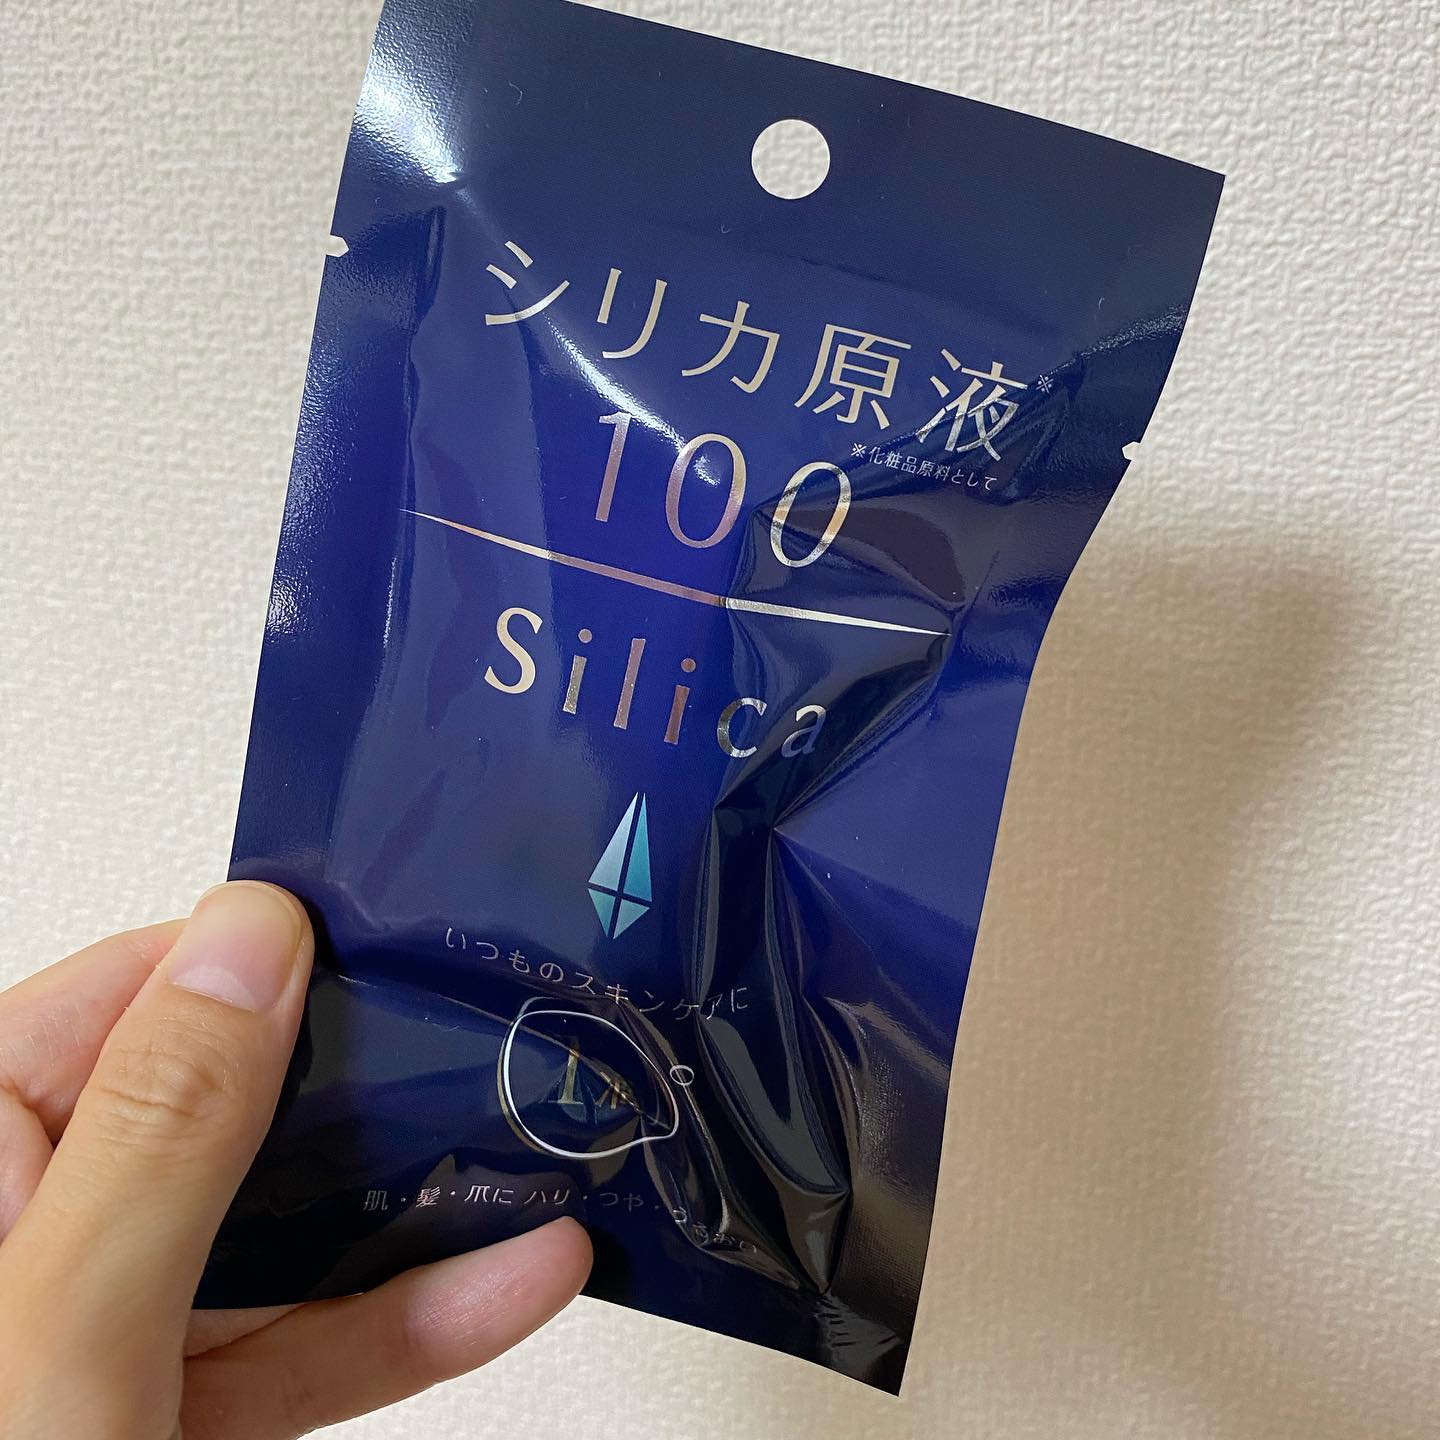 シリカ原液※
※化粧品原料として
100
Silica
いつものスキンケアに
1滴
肌・髪・爪に ハリ・つや・うるおい